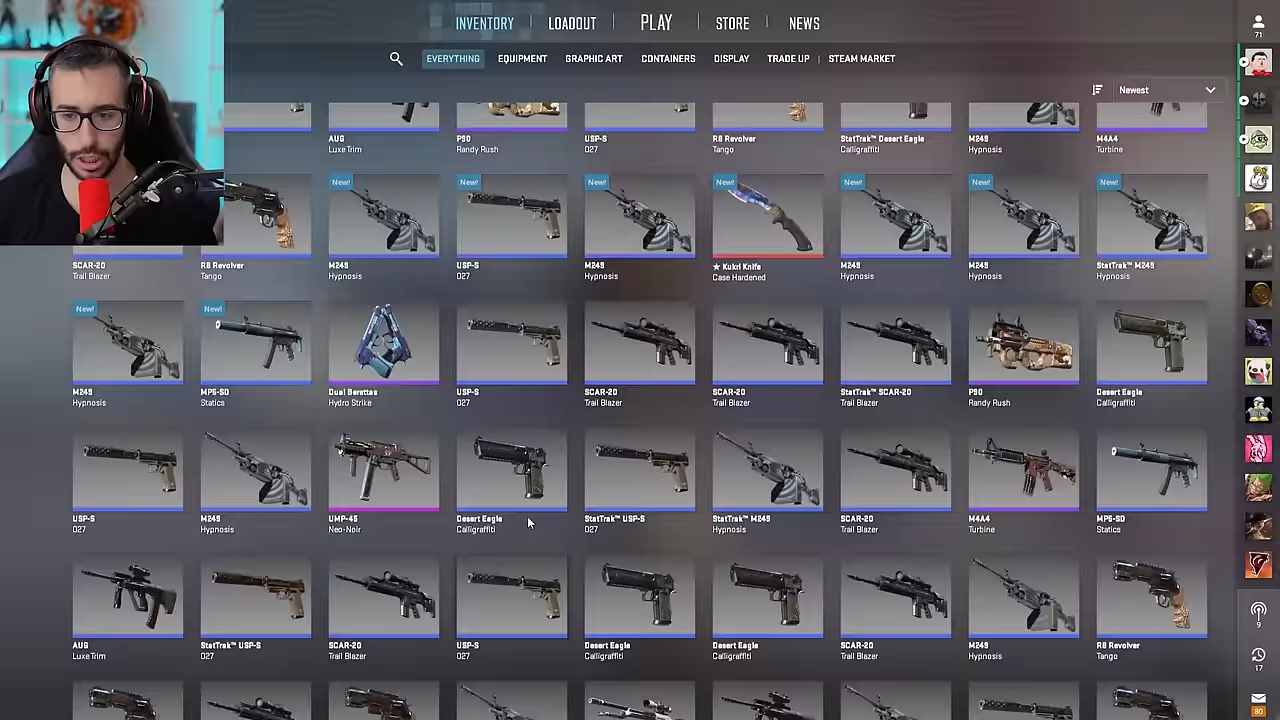 INVENTORY
LOADOUT
PLAY
STORE
NEWS
71
EVERYTHING
EQUIPMENT
GRAPHIC ART
CONTAINERS
DISPLAY
TRADE UP
STEAM MARKET
Newest
AUG
Luxe Trim
P90
Randy Rush
USP-S
027
R8 Revolver
Tango
StatTrak™ Desert Eagle
Calligraffiti
M249
Hypnosis
M4A4
Turbine
New!
New!
New!
New!
New!
New!
New!
SCAR-20
Trail Blazer
R8 Revolver
Tango
M249
Hypnosis
USP-S
027
M249
Hypnosis
★ Kukri Knife
Case Hardened
M249
Hypnosis
M249
Hypnosis
StatTrak™ M249
Hypnosis
New!
New!
M249
Hypnosis
MP5-SD
Statics
Dual Berettas
Hydro Strike
USP-S
027
SCAR-20
Trail Blazer
SCAR-20
Trail Blazer
StatTrak™ SCAR-20
Trail Blazer
P90
Randy Rush
Desert Eagle
Calligraffiti
USP-S
027
M249
Hypnosis
UMP-45
Neo-Noir
Desert Eagle
Calligraffiti
StatTrak™ USP-S
027
StatTrak™ M249
Hypnosis
SCAR-20
Trail Blazer
M4A4
Turbine
MP5-SD
Statics
AUG
Luxe Trim
StatTrak™ USP-S
027
SCAR-20
Trail Blazer
USP-S
027
Desert Eagle
Calligraffiti
Desert Eagle
Calligraffiti
SCAR-20
Trail Blazer
M249
Hypnosis
R8 Revolver
Tango
9
17
80